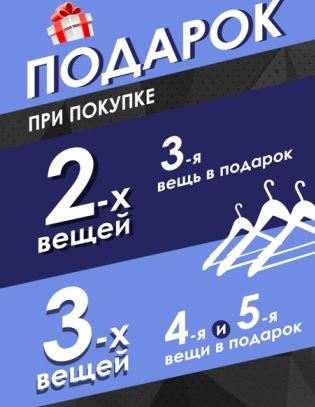 ПОДАРОК
ПРИ ПОКУПКЕ
2-х
вещей
3-я
вещь в подарок
3-х
вещей
4-я и 5-я
вещи в подарок